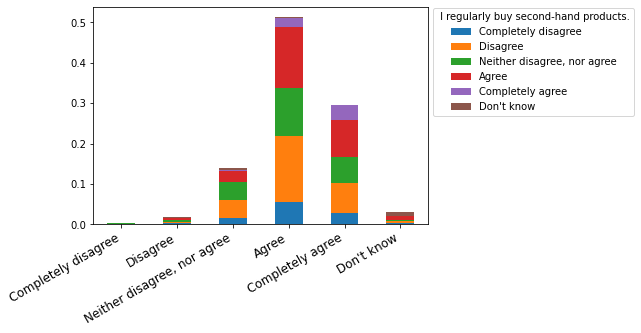 0.5
0.4
0.3
0.2
0.1
0.0
Completely disagree
Disagree
Neither disagree, nor agree
Agree
Completely agree
Don't know
I regularly buy second-hand products.
Completely disagree
Disagree
Neither disagree, nor agree
Agree
Completely agree
Don't know